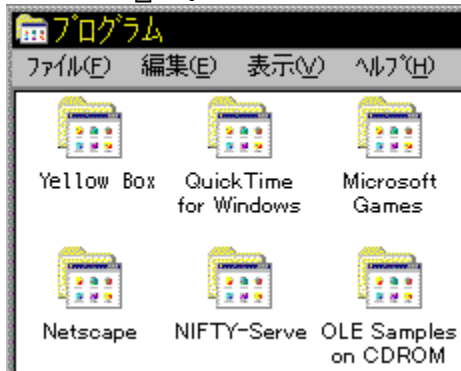 プログラム
ファイル(F) 編集(E) 表示(V) ヘルプ(H)
Yellow Box
QuickTime
for Windows
Microsoft
Games
Netscape
NIFTY-Serve
OLE Samples
on CDROM